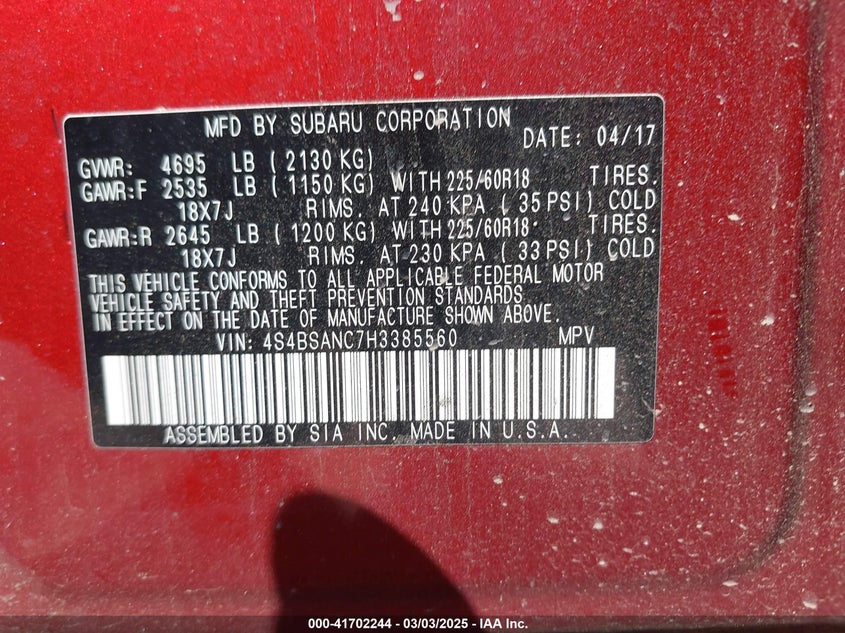 MFD BY SUBARU CORPORATION
DATE: 04/17
GVWR: 4695 LB (2130 KG)
GAWR:F 2535 LB (1150 KG) WITH 225/60R18 TIRES.
18X7J RIMS. AT 240 KPA (35 PSI) COLD
GAWR:R 2645 LB (1200 KG) WITH 225/60R18 TIRES.
18X7J RIMS. AT 230 KPA (33 PSI) COLD
THIS VEHICLE CONFORMS TO ALL APPLICABLE FEDERAL MOTOR
VEHICLE SAFETY AND THEFT PREVENTION STANDARDS
IN EFFECT ON THE DATE OF MANUFACTURE SHOWN ABOVE.
VIN: 4S4BSANC7H3385560 MPV
ASSEMBLED BY SIA INC. MADE IN U.S.A.
000-41702244 - 03/03/2025 - IAA Inc.